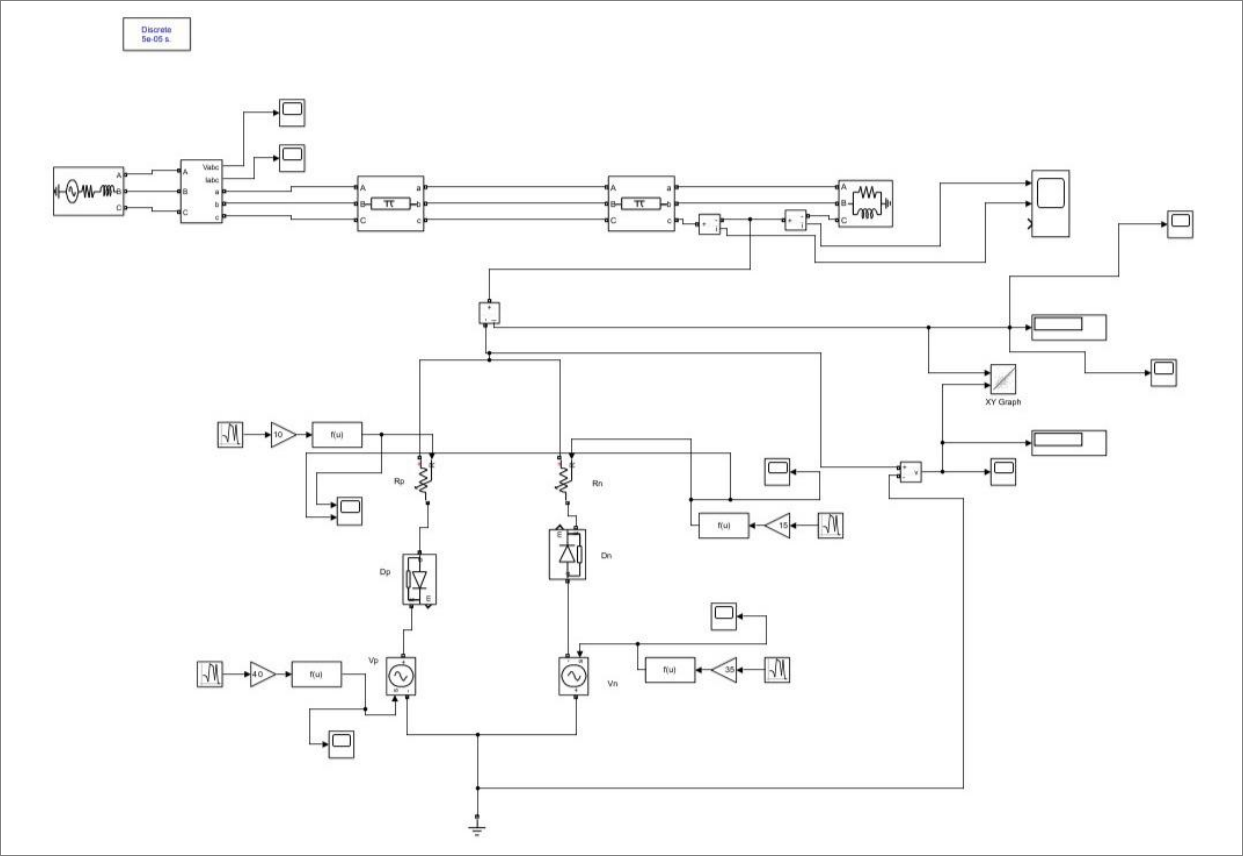 Discrete
5e-05 s.
A
B
C
A
B
C
Vabc
Iabc
a
b
c
A
B
C
a
b
c
A
B
C
a
b
c
A
B
C
+ -
i
+ -
i
+
-
XY Graph
10
f(u)
Rp
Rn
+
-
v
f(u)
15
Dp
m
m
Dn
40
f(u)
Vp
Vn
f(u)
35